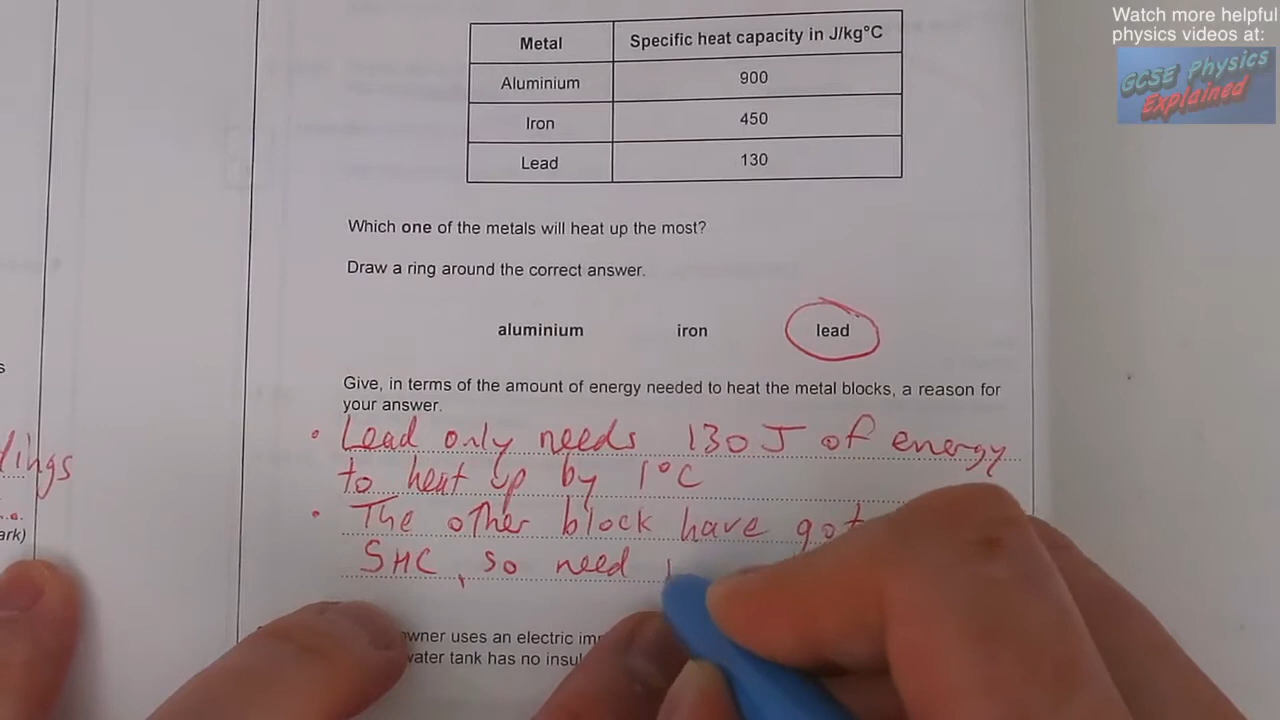 Watch more helpful
physics videos at:
GCSE Physics
Explained
Metal Specific heat capacity in J/kg°C
Aluminium 900
Iron 450
Lead 130
Which one of the metals will heat up the most?
Draw a ring around the correct answer.
aluminium iron lead
Give, in terms of the amount of energy needed to heat the metal blocks, a reason for
your answer.
• Lead only needs 130J of energy
to heat up by 1°C
• The other block have got
SHC, so need
lings
ark)
owner uses an electric im
water tank has no insul